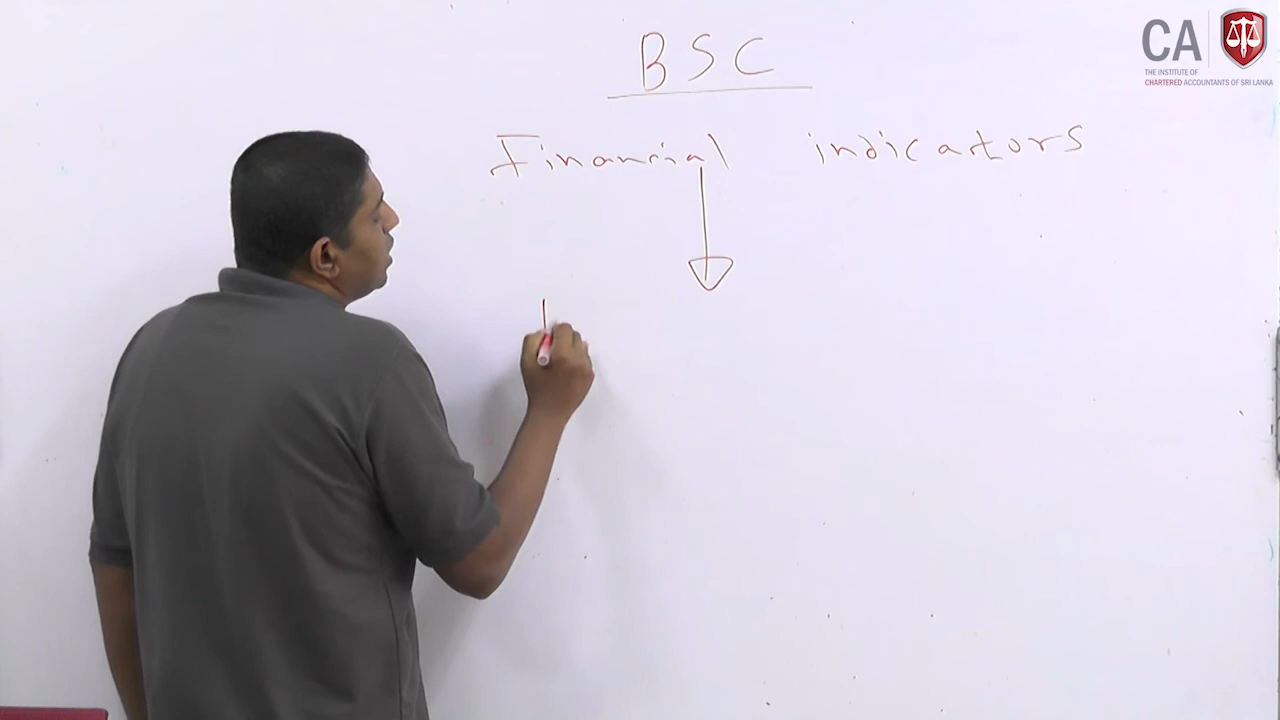 BSC
Financial indicators
CA
THE INSTITUTE OF
CHARTERED ACCOUNTANTS OF SRI LANKA